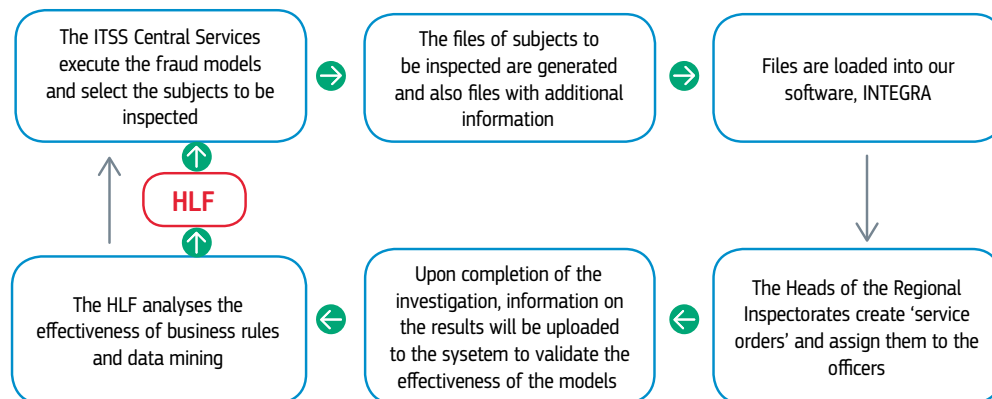 The ITSS Central Services
execute the fraud models
and select the subjects to be
inspected
The files of subjects to
be inspected are generated
and also files with additional
information
Files are loaded into our
software, INTEGRA
HLF
The HLF analyses the
effectiveness of business rules
and data mining
Upon completion of the
investigation, information on
the results will be uploaded
to the sysetem to validate the
effectiveness of the models
The Heads of the Regional
Inspectorates create ‘service
orders’ and assign them to the
officers